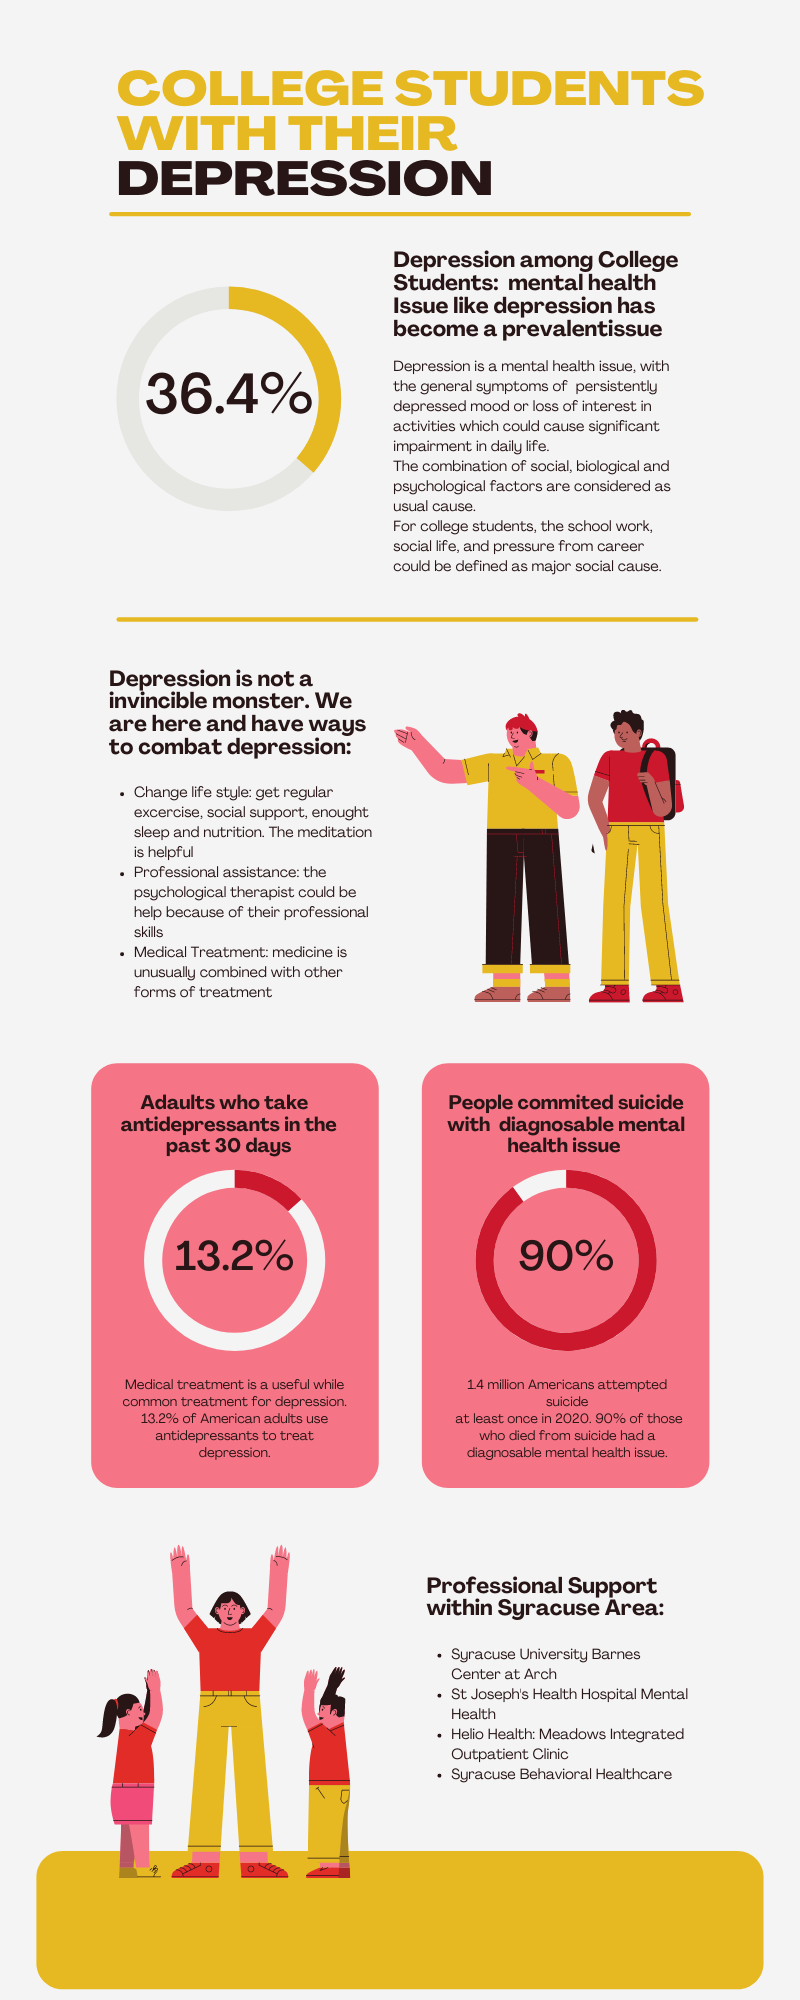 COLLEGE STUDENTS
WITH THEIR
DEPRESSION
36.4%
Depression among College
Students:  mental health
Issue like depression has
become a prevalentissue
Depression is a mental health issue, with
the general symptoms of  persistently
depressed mood or loss of interest in
activities which could cause significant
impairment in daily life.
The combination of social, biological and
psychological factors are considered as
usual cause.
For college students, the school work,
social life, and pressure from career
could be defined as major social cause.
Depression is not a
invincible monster. We
are here and have ways
to combat depression:
• Change life style: get regular
excercise, social support, enought
sleep and nutrition. The meditation
is helpful
• Professional assistance: the
psychological therapist could be
help because of their professional
skills
• Medical Treatment: medicine is
unusually combined with other
forms of treatment
Adaults who take
antidepressants in the
past 30 days
13.2%
Medical treatment is a useful while
common treatment for depression.
13.2% of American adults use
antidepressants to treat
depression.
People commited suicide
with  diagnosable mental
health issue
90%
1.4 million Americans attempted
suicide
at least once in 2020. 90% of those
who died from suicide had a
diagnosable mental health issue.
Professional Support
within Syracuse Area:
• Syracuse University Barnes
Center at Arch
• St Joseph's Health Hospital Mental
Health
• Helio Health: Meadows Integrated
Outpatient Clinic
• Syracuse Behavioral Healthcare